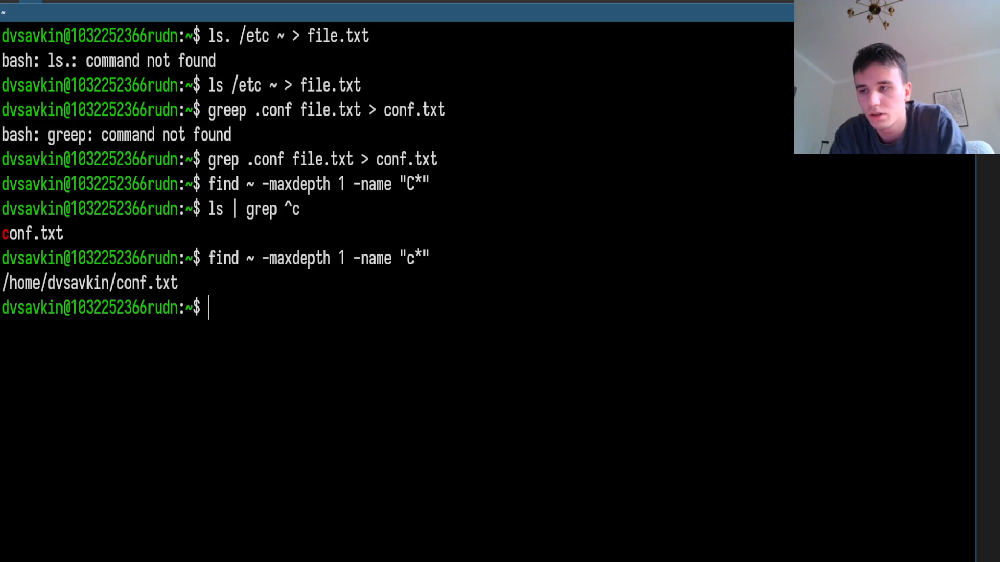 ~
dvsavkin@1032252366rudn:~$ ls. /etc ~ > file.txt
bash: ls.: command not found
dvsavkin@1032252366rudn:~$ ls /etc ~ > file.txt
dvsavkin@1032252366rudn:~$ greep .conf file.txt > conf.txt
bash: greep: command not found
dvsavkin@1032252366rudn:~$ grep .conf file.txt > conf.txt
dvsavkin@1032252366rudn:~$ find ~ -maxdepth 1 -name "C*"
dvsavkin@1032252366rudn:~$ ls | grep ^c
conf.txt
dvsavkin@1032252366rudn:~$ find ~ -maxdepth 1 -name "c*"
/home/dvsavkin/conf.txt
dvsavkin@1032252366rudn:~$